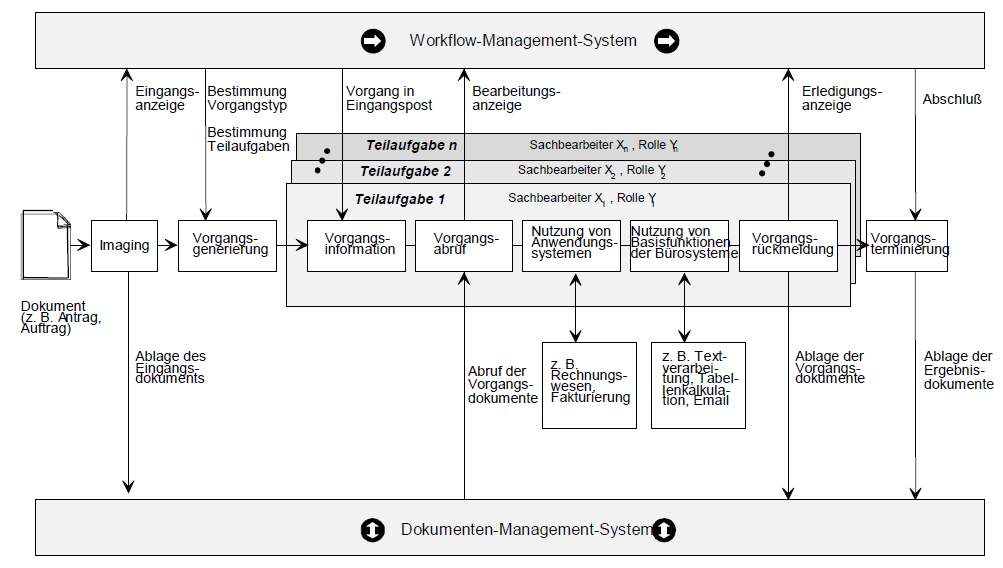 Workflow-Management-System
Eingangs-
anzeige
Bestimmung
Vorgangstyp
Bestimmung
Teilaufgaben
Vorgang in
Eingangspost
Bearbeitungs-
anzeige
Erledigungs-
anzeige
Abschluß
Teilaufgabe n Sachbearbeiter Xn , Rolle Yn
Teilaufgabe 2 Sachbearbeiter X2 , Rolle Y2
Teilaufgabe 1 Sachbearbeiter X1 , Rolle Y1
Imaging
Vorgangs-
generierung
Vorgangs-
information
Vorgangs-
abruf
Nutzung von
Anwendungs-
systemen
Nutzung von
Basisfunktionen
der Bürosysteme
Vorgangs-
rückmeldung
Vorgangs-
terminierung
Dokument
(z. B. Antrag,
Auftrag)
Ablage des
Eingangs-
dokuments
Abruf der
Vorgangs-
dokumente
z. B.
Rechnungs-
wesen,
Fakturierung
z. B. Text-
verarbei-
tung, Tabel-
lenkalkula-
tion, Email
Ablage der
Vorgangs-
dokumente
Ablage der
Ergebnis-
dokumente
Dokumenten-Management-System